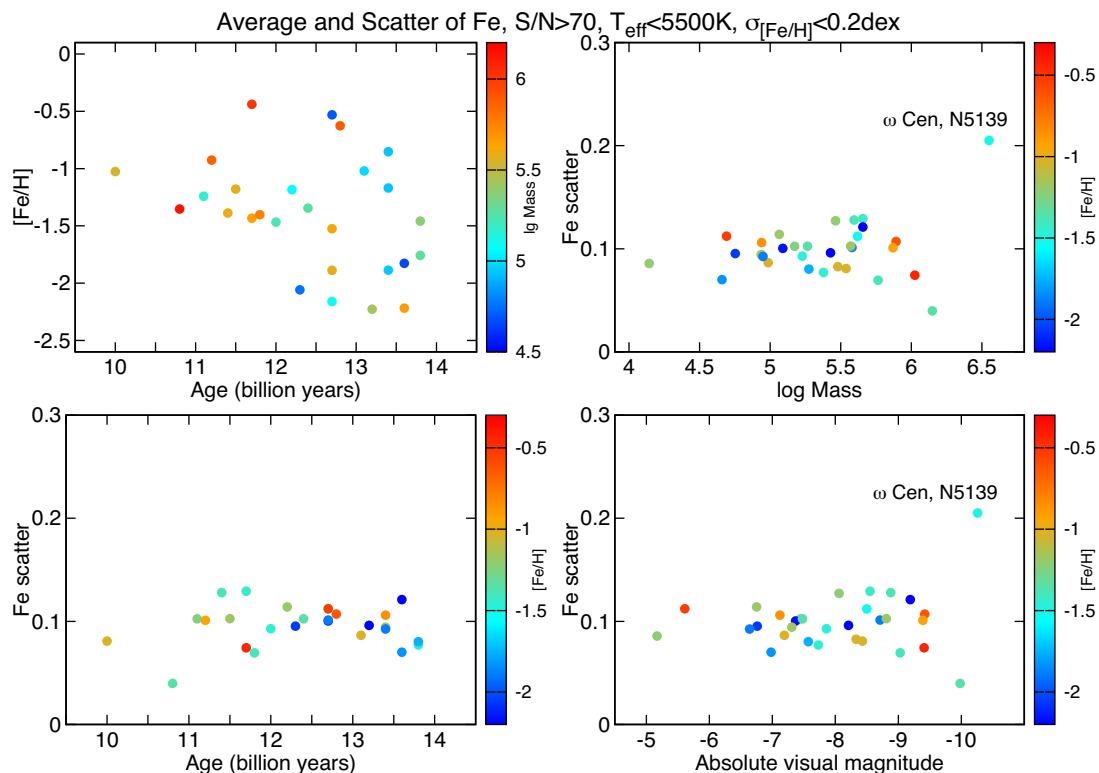 Average and Scatter of Fe, S/N>70, T_eff<5500K, σ_[Fe/H]<0.2dex
0
-0.5
-1
-1.5
-2
-2.5
[Fe/H]
10 11 12 13 14
Age (billion years)
6
5.5
5
4.5
lg Mass
0.3
0.2
0.1
0
Fe scatter
ω Cen, N5139
4 4.5 5 5.5 6 6.5
log Mass
-0.5
-1
-1.5
-2
[Fe/H]
0.3
0.2
0.1
0
Fe scatter
10 11 12 13 14
Age (billion years)
-0.5
-1
-1.5
-2
[Fe/H]
0.3
0.2
0.1
0
Fe scatter
ω Cen, N5139
-5 -6 -7 -8 -9 -10
Absolute visual magnitude
-0.5
-1
-1.5
-2
[Fe/H]